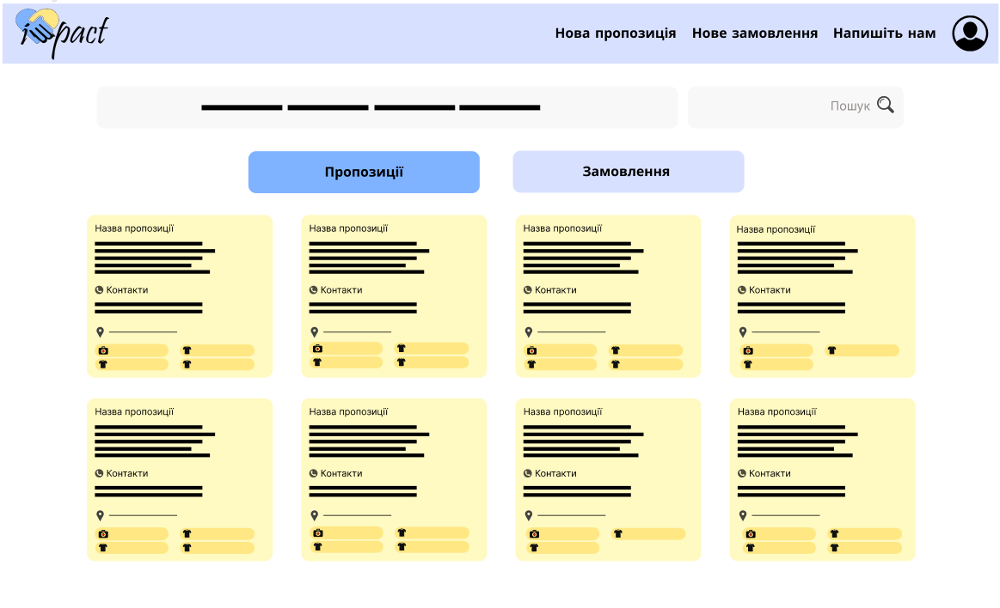 impact
Нова пропозиція Нове замовлення Напишіть нам
Пошук
Пропозиції Замовлення
Назва пропозиції Назва пропозиції Назва пропозиції Назва пропозиції
Контакти Контакти Контакти Контакти
Назва пропозиції Назва пропозиції Назва пропозиції Назва пропозиції
Контакти Контакти Контакти Контакти